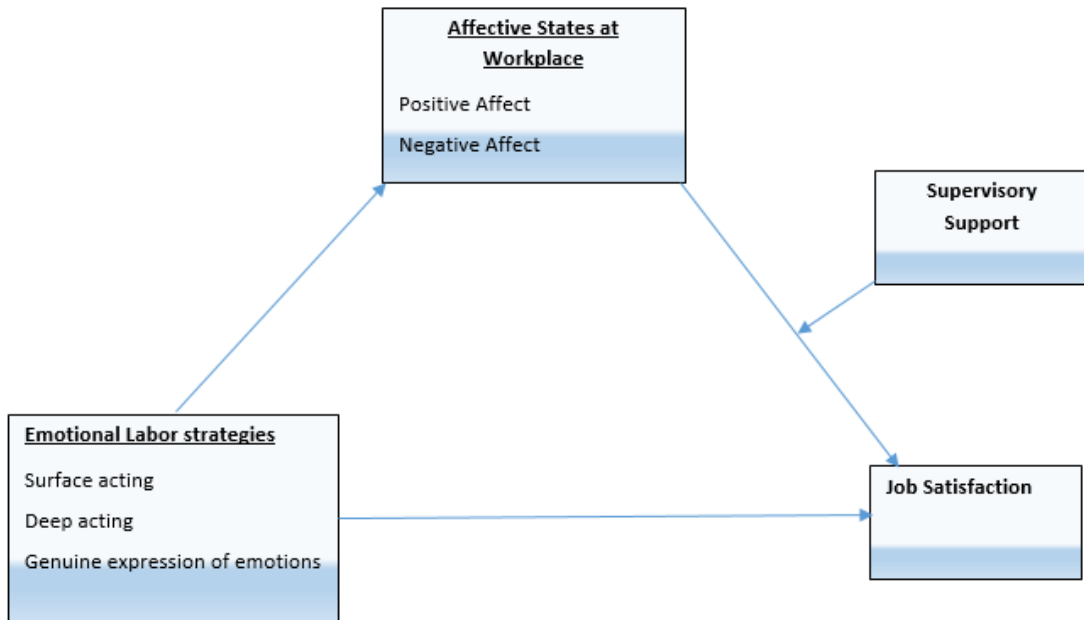 Affective States at
Workplace
Positive Affect
Negative Affect
Supervisory
Support
Emotional Labor strategies
Surface acting
Deep acting
Genuine expression of emotions
Job Satisfaction